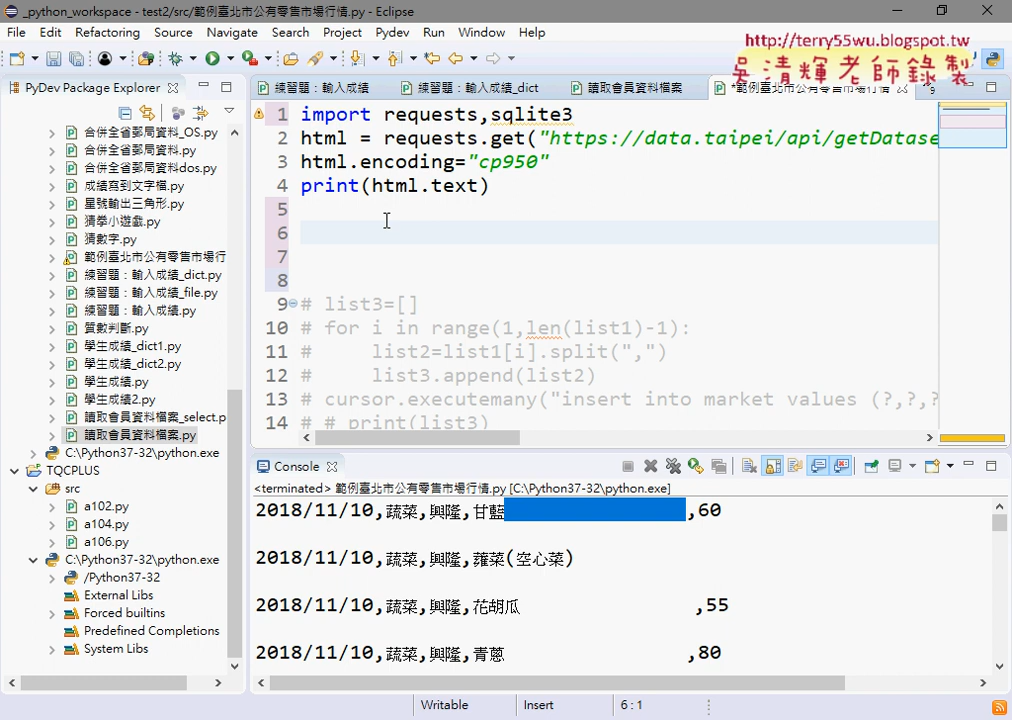 _python_workspace - test2/src/範例臺北市公有零售市場行情.py - Eclipse
File Edit Refactoring Source Navigate Search Project Pydev Run Window Help
http://terry55wu.blogspot.tw
吳清輝老師錄製
PyDev Package Explorer
練習題：輸入成績
練習題：輸入成績_dict
讀取會員資料檔案
*範例臺北市公有零售市場行情
合併全省郵局資料_OS.py
合併全省郵局資料.py
合併全省郵局資料dos.py
成績寫到文字檔.py
星號輸出三角形.py
猜拳小遊戲.py
猜數字.py
範例臺北市公有零售市場行
練習題：輸入成績_dict.py
練習題：輸入成績_file.py
練習題：輸入成績.py
質數判斷.py
學生成績_dict1.py
學生成績_dict2.py
學生成績.py
學生成績2.py
讀取會員資料檔案_select.p
讀取會員資料檔案.py
C:\Python37-32\python.exe
TQCPLUS
src
a102.py
a104.py
a106.py
C:\Python37-32\python.exe
/Python37-32
External Libs
Forced builtins
Predefined Completions
System Libs
1 import requests,sqlite3
2 html = requests.get("https://data.taipei/api/getDatase
3 html.encoding="cp950"
4 print(html.text)
5
6
7
8
9 # list3=[]
10 # for i in range(1,len(list1)-1):
11 #     list2=list1[i].split(",")
12 #     list3.append(list2)
13 # cursor.executemany("insert into market values (?,?,?
14 # # print(list3)
Console
<terminated> 範例臺北市公有零售市場行情.py [C:\Python37-32\python.exe]
2018/11/10,蔬菜,興隆,甘藍 ,60
2018/11/10,蔬菜,興隆,蕹菜(空心菜)
2018/11/10,蔬菜,興隆,花胡瓜 ,55
2018/11/10,蔬菜,興隆,青蔥 ,80
Writable Insert 6 : 1